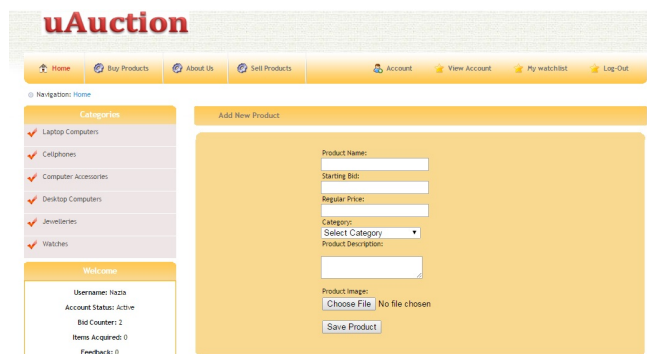 uAuction
Home Buy Products About Us Sell Products Account View Account My watchlist Log-Out
Navigation: Home
Categories
Laptop Computers
Cellphones
Computer Accessories
Desktop Computers
Jewelleries
Watches
Welcome
Username: Nazia
Account Status: Active
Bid Counter: 2
Items Acquired: 0
Feedback: 0
Add New Product
Product Name:
Starting Bid:
Regular Price:
Category:
Select Category
Product Description:
Product Image:
Choose File No file chosen
Save Product